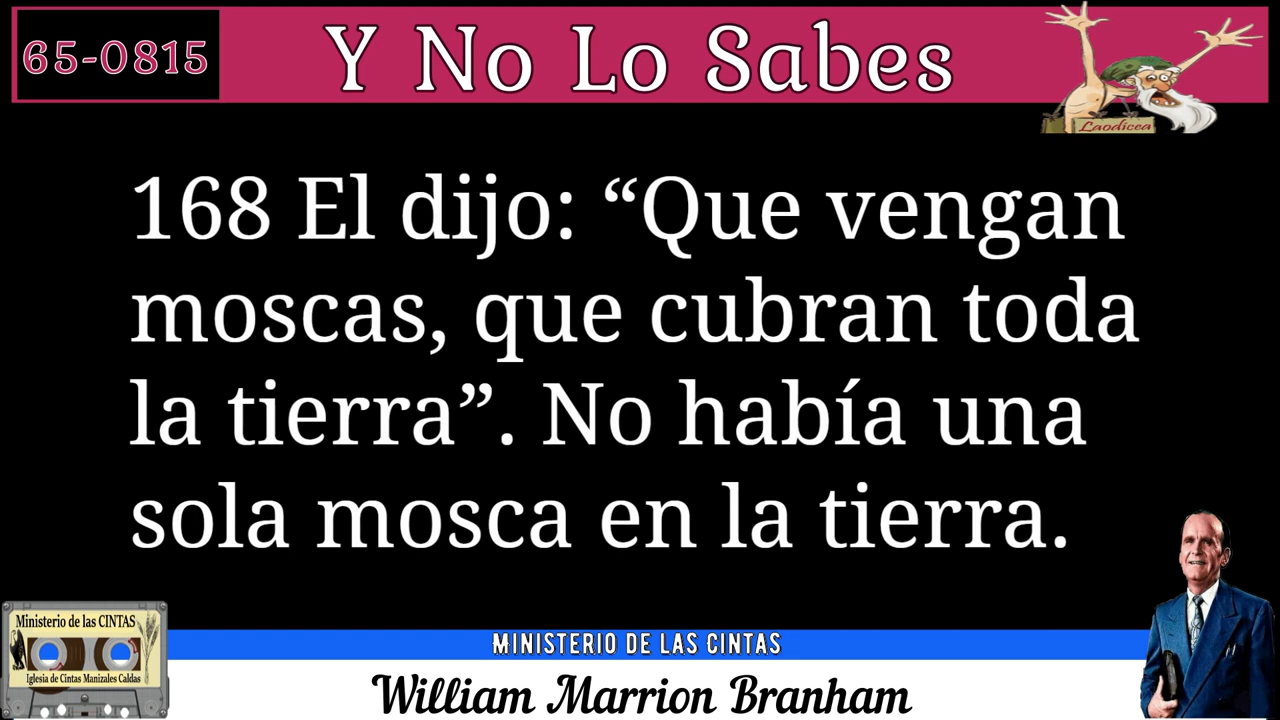 65-0815
Y No Lo Sabes
Laodicea
168 El dijo: “Que vengan
moscas, que cubran toda
la tierra”. No había una
sola mosca en la tierra.
Ministerio de las CINTAS
Iglesia de Cintas Manizales Caldas
MINISTERIO DE LAS CINTAS
William Marrion Branham